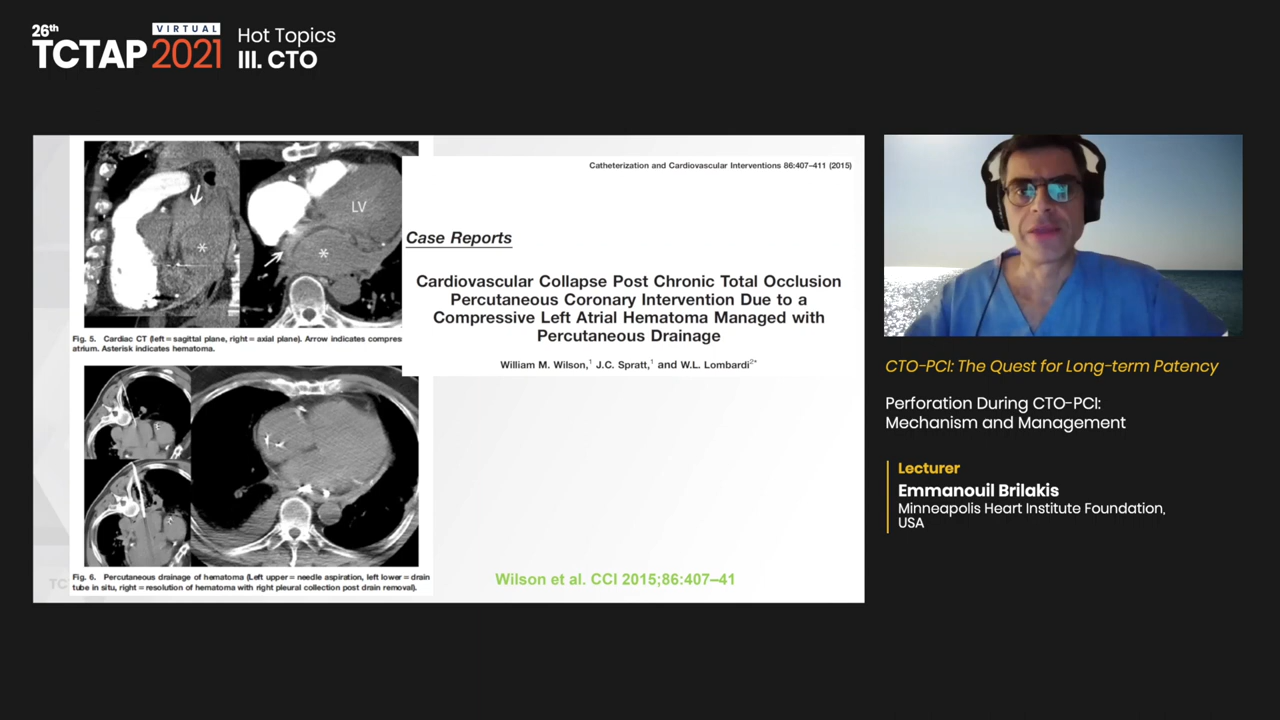 26th
VIRTUAL
TCTAP 2021
Hot Topics
III. CTO
LV
*
*
Fig. 5. Cardiac CT (left = sagittal plane, right = axial plane). Arrow indicates compres
atrium. Asterisk indicates hematoma.
Fig. 6. Percutaneous drainage of hematoma (Left upper = needle aspiration, left lower = drain
tube in situ, right = resolution of hematoma with right pleural collection post drain removal).
Catheterization and Cardiovascular Interventions 86:407–411 (2015)
Case Reports
Cardiovascular Collapse Post Chronic Total Occlusion
Percutaneous Coronary Intervention Due to a
Compressive Left Atrial Hematoma Managed with
Percutaneous Drainage
William M. Wilson,1 J.C. Spratt,1 and W.L. Lombardi2*
Wilson et al. CCI 2015;86:407–41
TC
CTO-PCI: The Quest for Long-term Patency
Perforation During CTO-PCI:
Mechanism and Management
Lecturer
Emmanouil Brilakis
Minneapolis Heart Institute Foundation,
USA